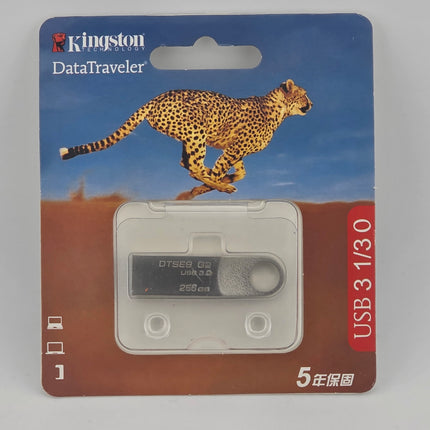 Kingston
TECHNOLOGY
DataTraveler®
DTSE9 G2
USB 3.0
256GB
USB 3 1/3 0
5年保固